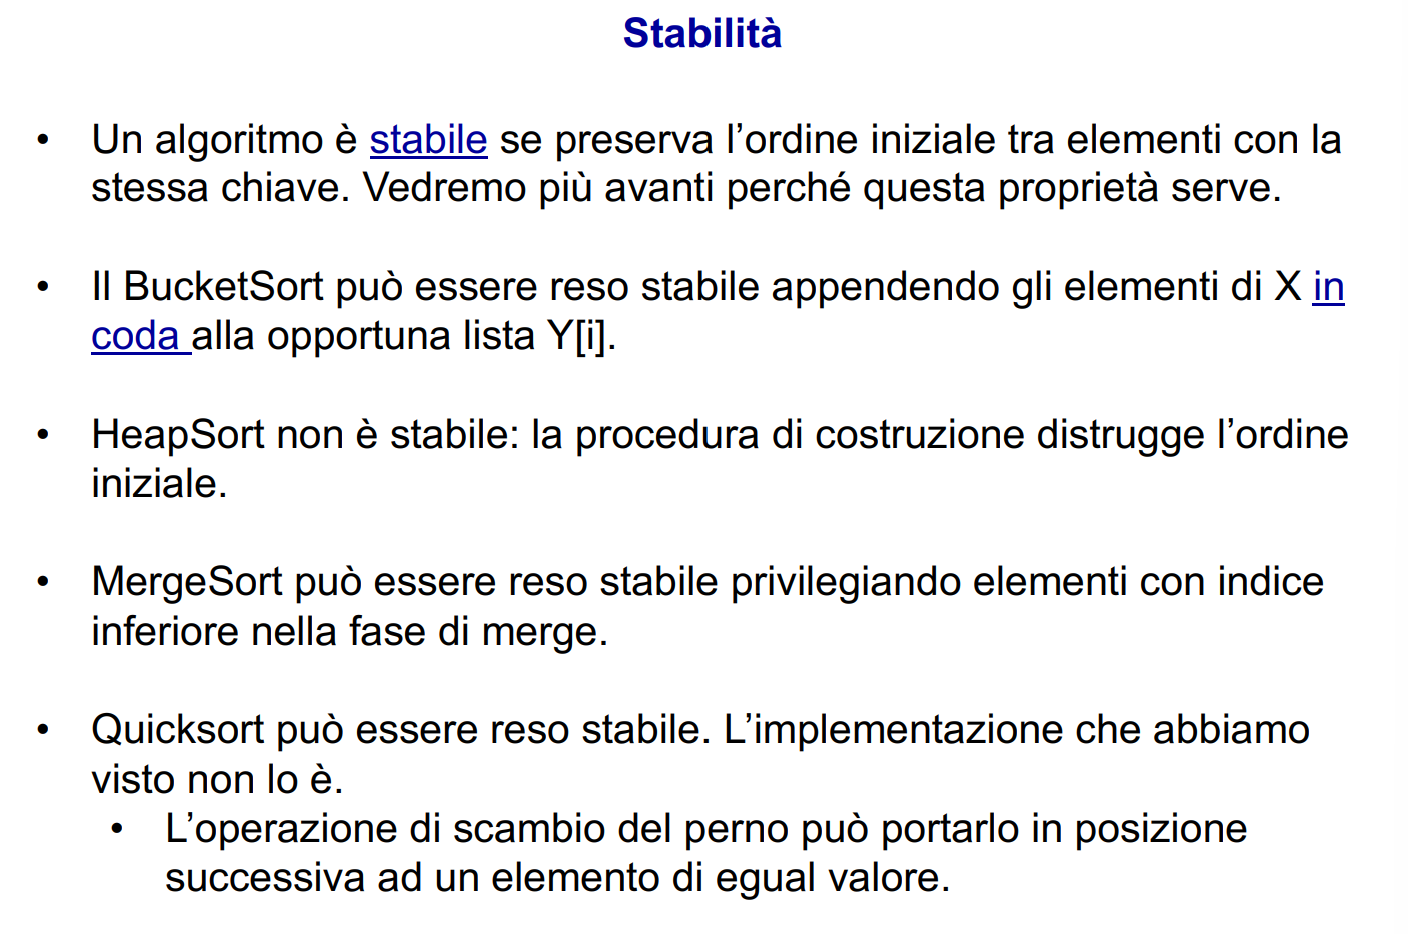 Stabilità
• Un algoritmo è stabile se preserva l’ordine iniziale tra elementi con la
stessa chiave. Vedremo più avanti perché questa proprietà serve.
• Il BucketSort può essere reso stabile appendendo gli elementi di X in
coda alla opportuna lista Y[i].
• HeapSort non è stabile: la procedura di costruzione distrugge l’ordine
iniziale.
• MergeSort può essere reso stabile privilegiando elementi con indice
inferiore nella fase di merge.
• Quicksort può essere reso stabile. L’implementazione che abbiamo
visto non lo è.
• L’operazione di scambio del perno può portarlo in posizione
successiva ad un elemento di egual valore.